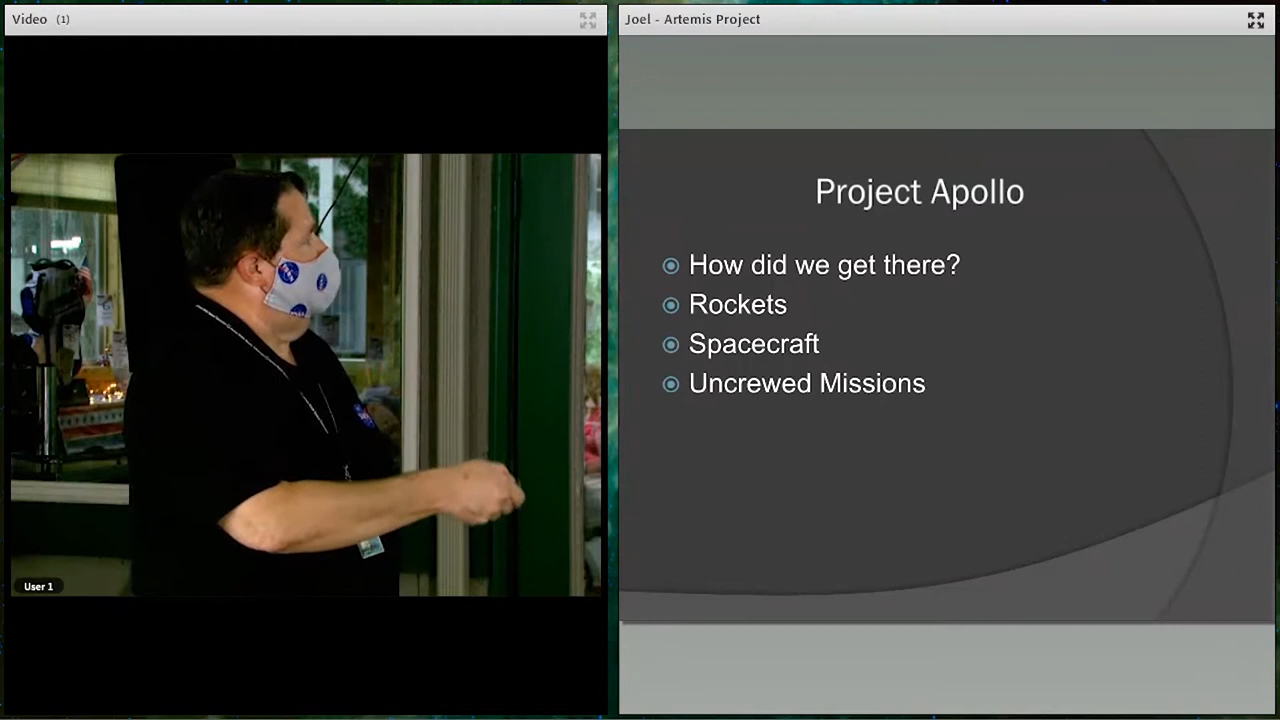 Video (1)
Joel - Artemis Project
Project Apollo
How did we get there?
Rockets
Spacecraft
Uncrewed Missions
User 1